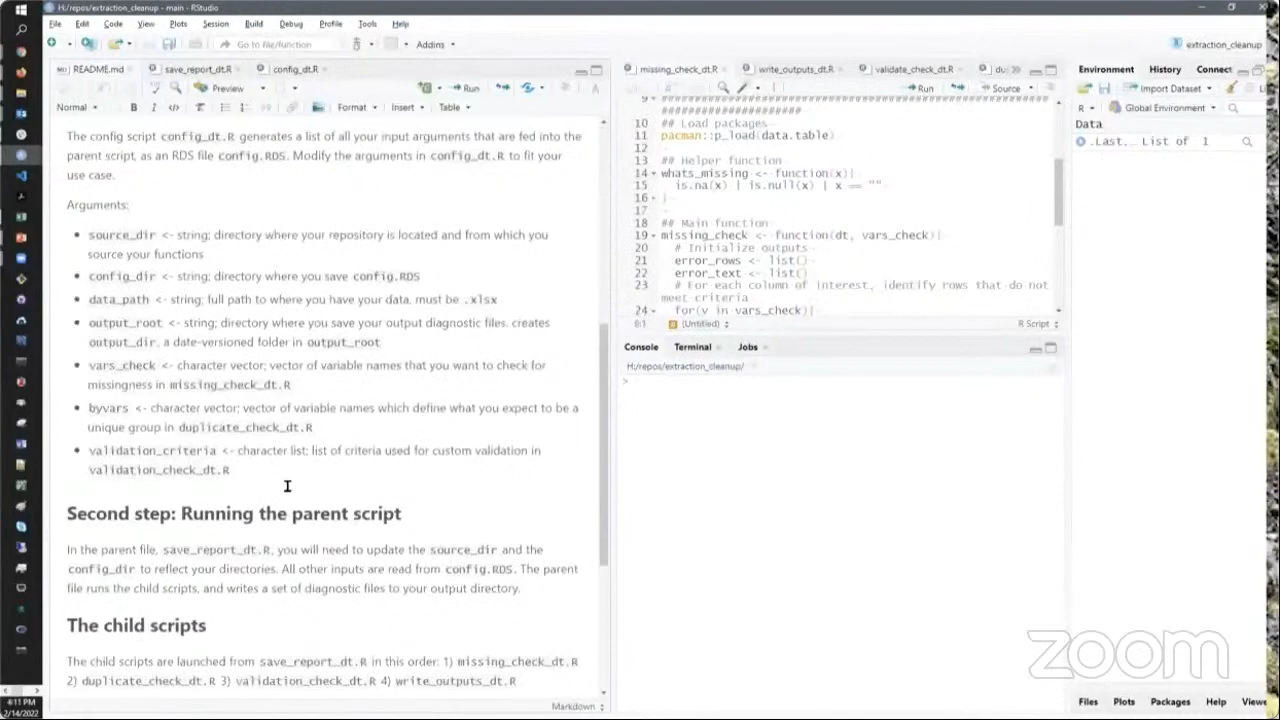 H:/repos/extraction_cleanup - main - RStudio
File Edit Code View Plots Session Build Debug Profile Tools Help
Go to file/function Addins
extraction_cleanup
README.md save_report_dt.R config_dt.R
Preview Run
Normal B I </> Format Insert Table
The config script config_dt.R generates a list of all your input arguments that are fed into the
parent script, as an RDS file config.RDS. Modify the arguments in config_dt.R to fit your
use case.
Arguments:
source_dir <- string; directory where your repository is located and from which you
source your functions
config_dir <- string; directory where you save config.RDS
data_path <- string; full path to where you have your data, must be .xlsx
output_root <- string; directory where you save your output diagnostic files. creates
output_dir, a date-versioned folder in output_root
vars_check <- character vector; vector of variable names that you want to check for
missingness in missing_check_dt.R
byvars <- character vector; vector of variable names which define what you expect to be a
unique group in duplicate_check_dt.R
validation_criteria <- character list; list of criteria used for custom validation in
validation_check_dt.R
Second step: Running the parent script
In the parent file, save_report_dt.R, you will need to update the source_dir and the
config_dir to reflect your directories. All other inputs are read from config.RDS. The parent
file runs the child scripts, and writes a set of diagnostic files to your output directory.
The child scripts
The child scripts are launched from save_report_dt.R in this order: 1) missing_check_dt.R
2) duplicate_check_dt.R 3) validation_check_dt.R 4) write_outputs_dt.R
Markdown
missing_check_dt.R write_outputs_dt.R validate_check_dt.R du
Run Source
9 ##################################################
####################
10 ## Load packages
11 pacman::p_load(data.table)
12
13 ## Helper function
14 whats_missing <- function(x){
15 is.na(x) | is.null(x) | x == ""
16 }
17
18 ## Main function
19 missing_check <- function(dt, vars_check){
20 # Initialize outputs
21 error_rows <- list()
22 error_text <- list()
23 # For each column of interest, identify rows that do not
meet criteria
24 for(v in vars_check){
6:1 (Untitled) R Script
Console Terminal Jobs
H:/repos/extraction_cleanup/
>
Environment History Connect
Import Dataset
R Global Environment
Data
.Last. List of 1
Files Plots Packages Help Viewe
zoom
4:11 PM
2/14/2022